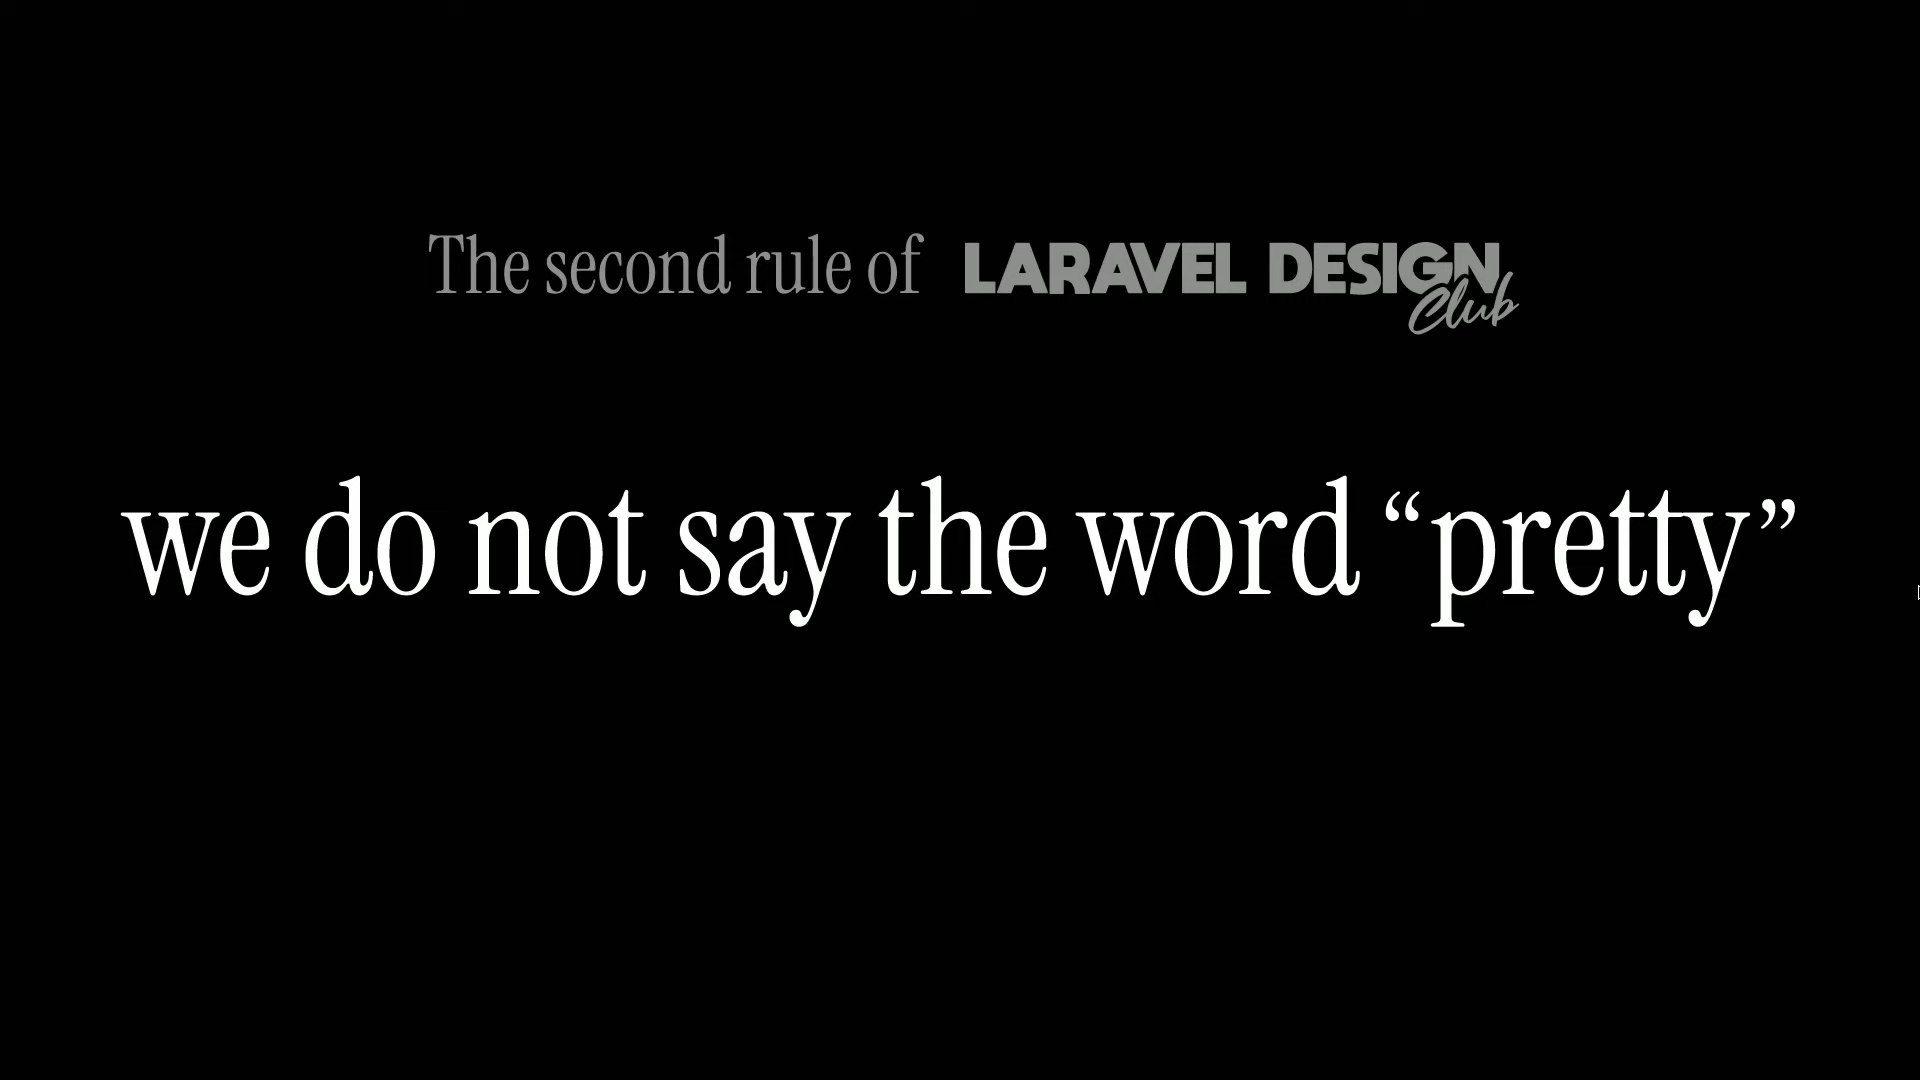 The second rule of LARAVEL DESIGN Club
we do not say the word “pretty”